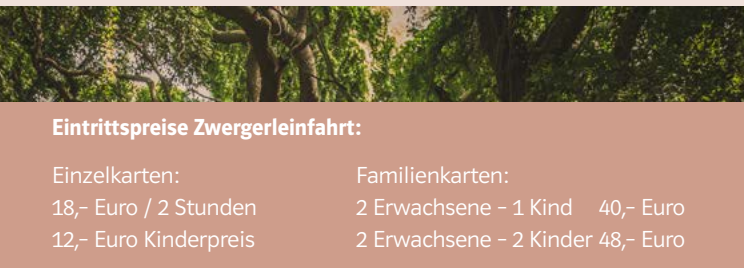 Eintrittspreise Zwergerleinfahrt:
Einzelkarten:
18,– Euro / 2 Stunden
12,– Euro Kinderpreis
Familienkarten:
2 Erwachsene – 1 Kind 40,– Euro
2 Erwachsene – 2 Kinder 48,– Euro